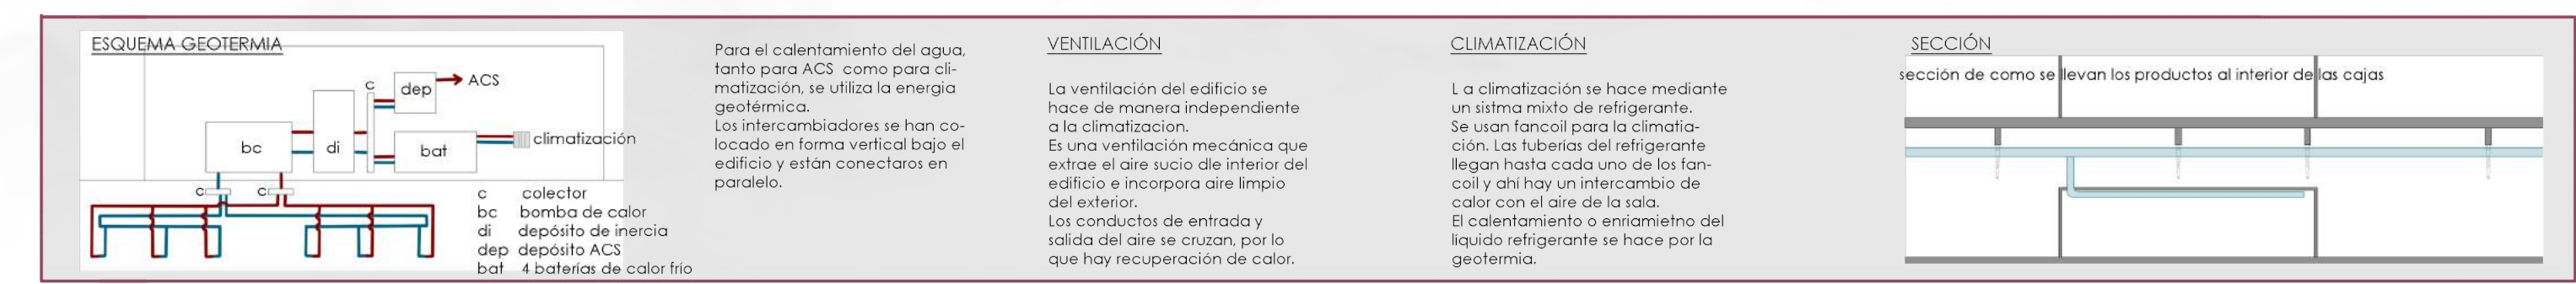 ESQUEMA GEOTERMIA
c
dep
ACS
bc
di
bat
climatización
c
c
c colector
bc bomba de calor
di depósito de inercia
dep depósito ACS
bat 4 baterías de calor frío
Para el calentamiento del agua,
tanto para ACS como para cli-
matización, se utiliza la energia
geotérmica.
Los intercambiadores se han co-
locado en forma vertical bajo el
edificio y están conectaros en
paralelo.
VENTILACIÓN
La ventilación del edificio se
hace de manera independiente
a la climatizacion.
Es una ventilación mecánica que
extrae el aire sucio dle interior del
edificio e incorpora aire limpio
del exterior.
Los conductos de entrada y
salida del aire se cruzan, por lo
que hay recuperación de calor.
CLIMATIZACIÓN
L a climatización se hace mediante
un sistma mixto de refrigerante.
Se usan fancoil para la climatia-
ción. Las tuberías del refrigerante
llegan hasta cada uno de los fan-
coil y ahí hay un intercambio de
calor con el aire de la sala.
El calentamiento o enriamietno del
líquido refrigerante se hace por la
geotermia.
SECCIÓN
sección de como se llevan los productos al interior de las cajas